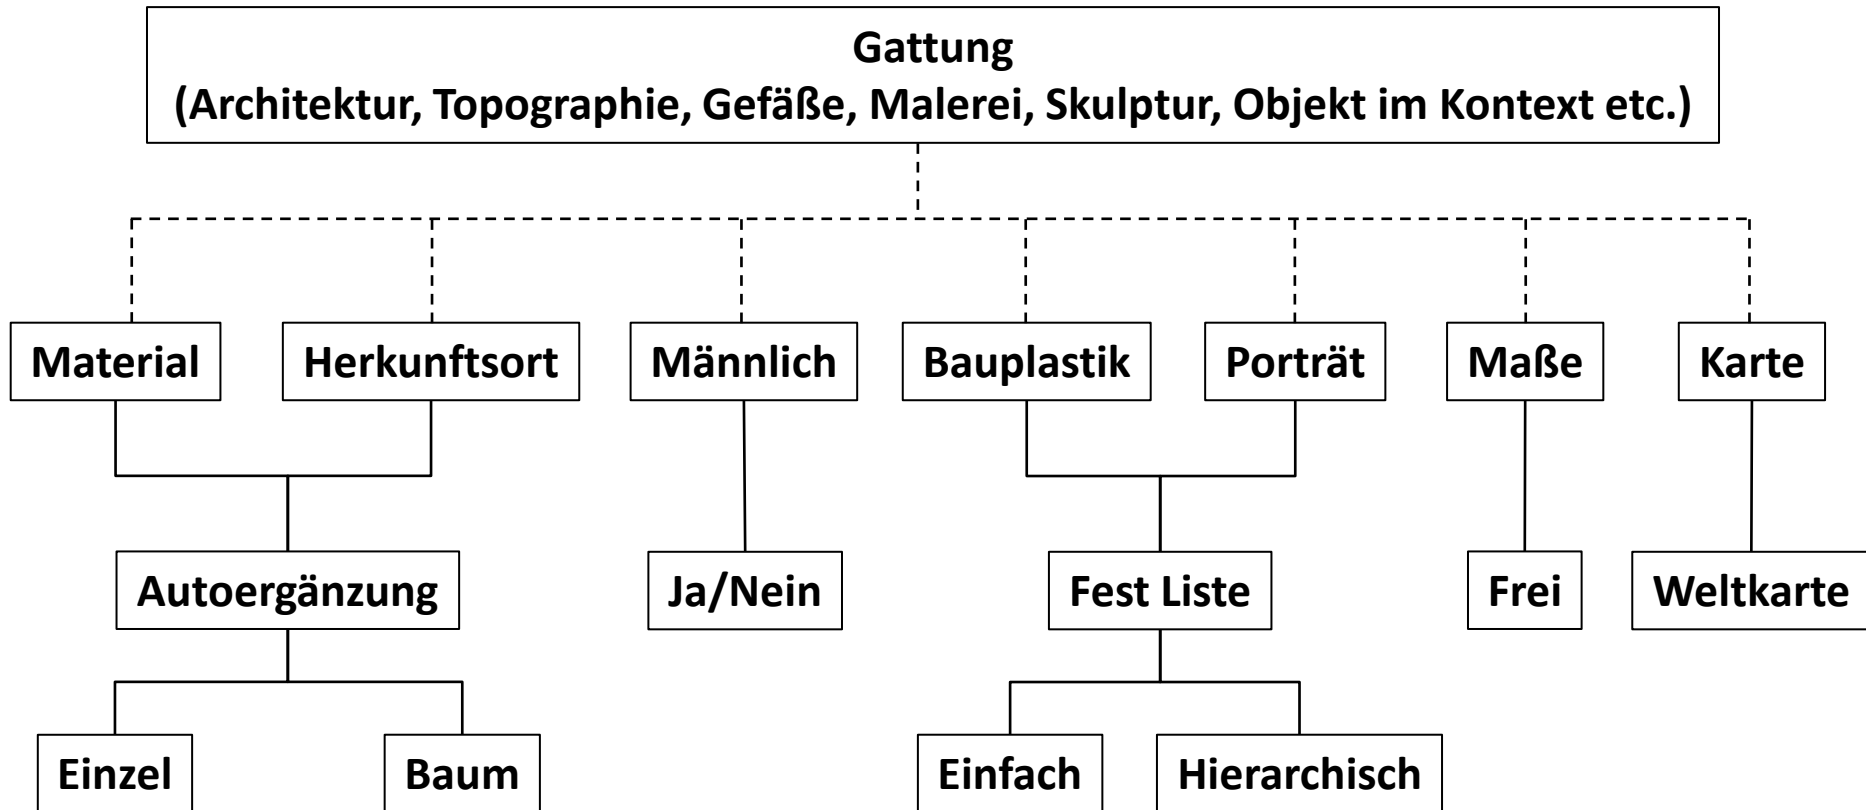 Gattung
(Architektur, Topographie, Gefäße, Malerei, Skulptur, Objekt im Kontext etc.)
Material
Herkunftsort
Männlich
Bauplastik
Porträt
Maße
Karte
Autoergänzung
Ja/Nein
Fest Liste
Frei
Weltkarte
Einzel
Baum
Einfach
Hierarchisch